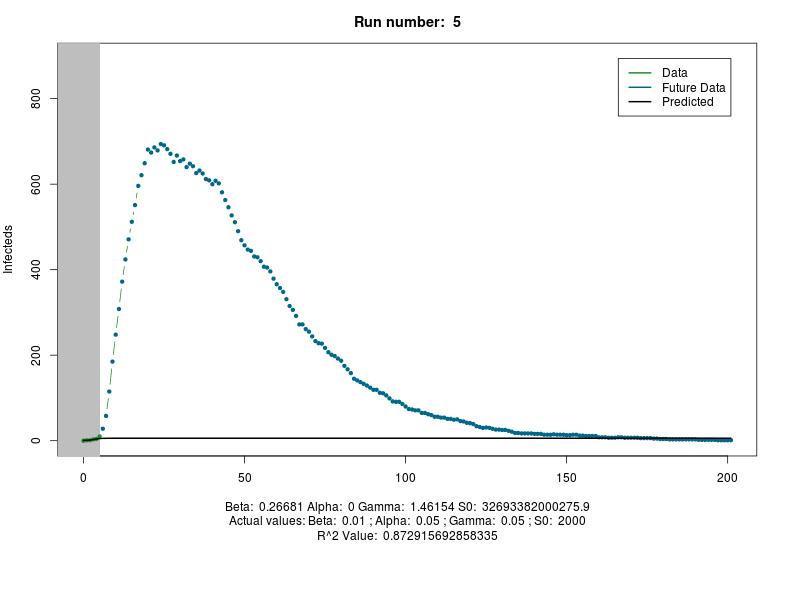 Run number: 5
Data
Future Data
Predicted
800
600
400
200
0
Infecteds
0 50 100 150 200
Beta: 0.26681 Alpha: 0 Gamma: 1.46154 S0: 32693382000275.9
Actual values: Beta: 0.01 ; Alpha: 0.05 ; Gamma: 0.05 ; S0: 2000
R^2 Value: 0.872915692858335